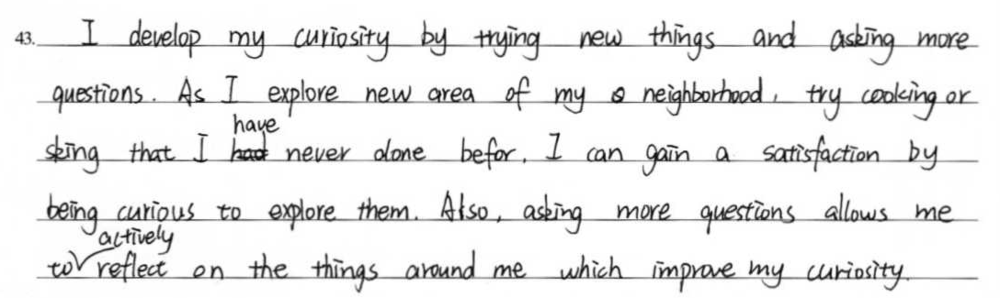 43. I develop my curiosity by trying new things and asking more
questions. As I explore new area of my neighborhood, try cooking or
have
sking that I had never done befor, I can gain a satisfaction by
being curious to explore them. Also, asking more questions allows me
actively
to reflect on the things around me which improve my curiosity.